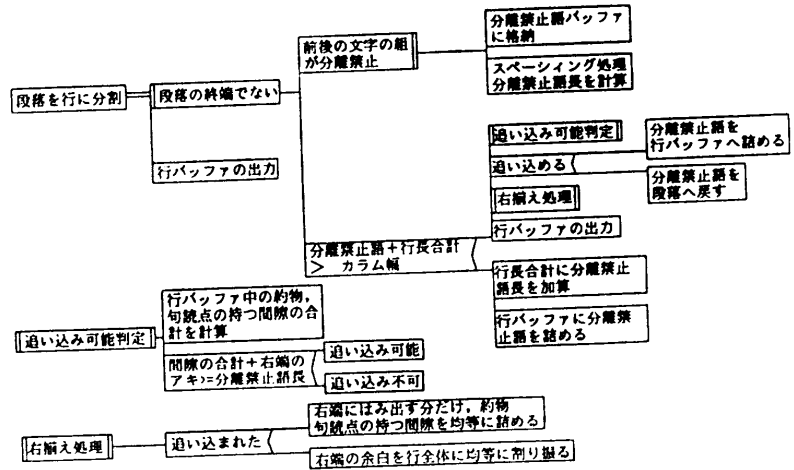 段落を行に分割
段落の終端でない
行バッファの出力
前後の文字の組
が分離禁止
分離禁止語バッファ
に格納
スペーシィング処理
分離禁止語長を計算
分離禁止語＋行長合計
＞ カラム幅
追い込み可能判定
追い込める
分離禁止語を
行バッファへ詰める
分離禁止語を
段落へ戻す
右揃え処理
行バッファの出力
行長合計に分離禁止
語長を加算
行バッファに分離禁
止語を詰める
追い込み可能判定
行バッファ中の約物，
句読点の持つ間隙の合
計を計算
間隙の合計＋右端の
アキ>=分離禁止語長
追い込み可能
追い込み不可
右揃え処理
追い込まれた
右端にはみ出す分だけ，約物
句読点の持つ間隙を均等に詰める
右端の余白を行全体に均等に割り振る